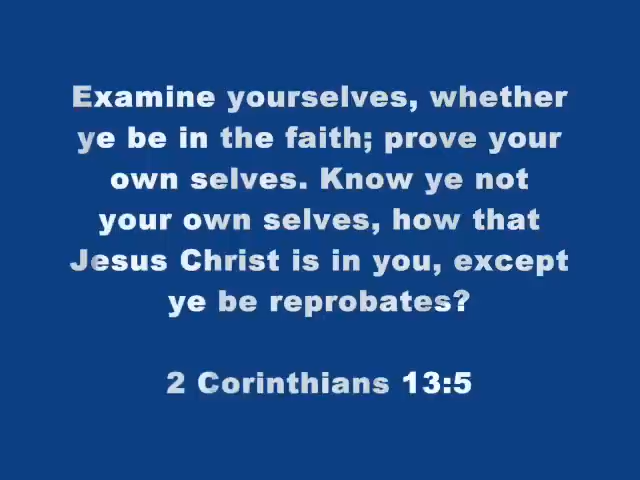 Examine yourselves, whether
ye be in the faith; prove your
own selves. Know ye not
your own selves, how that
Jesus Christ is in you, except
ye be reprobates?
2 Corinthians 13:5